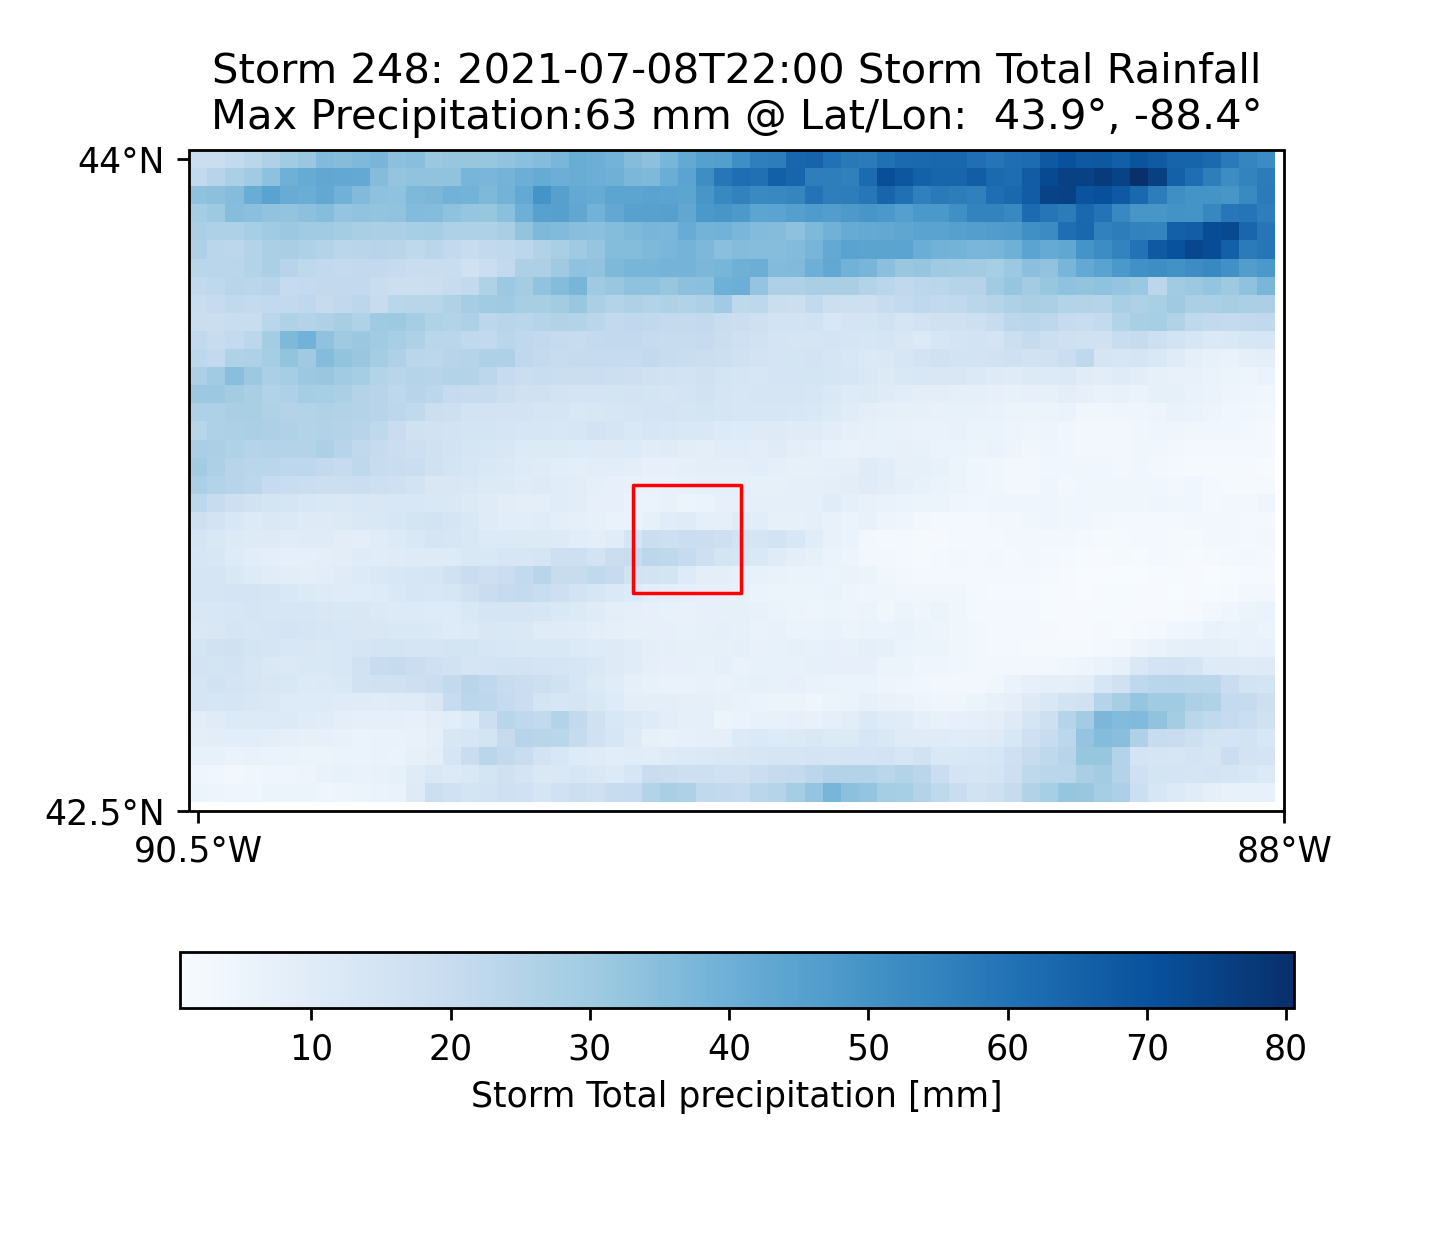 Storm 248: 2021-07-08T22:00 Storm Total Rainfall
Max Precipitation:63 mm @ Lat/Lon:  43.9°, -88.4°
44°N
42.5°N
90.5°W 88°W
10 20 30 40 50 60 70 80
Storm Total precipitation [mm]